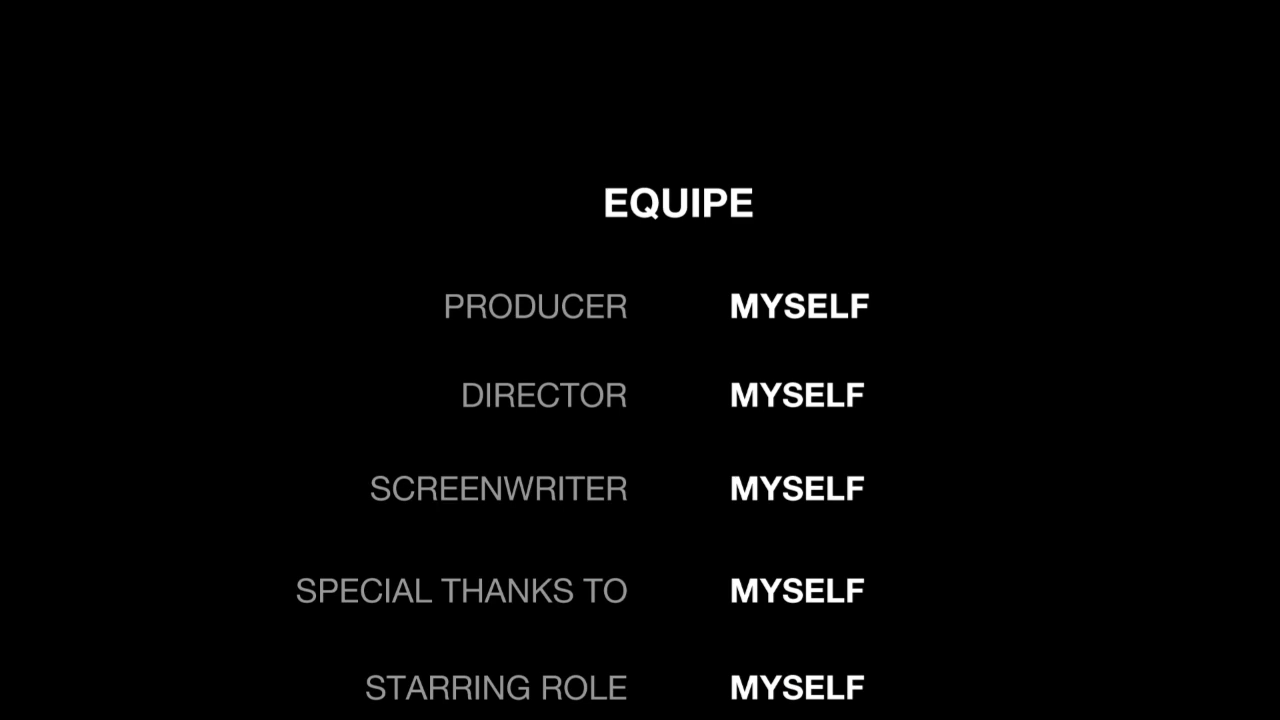 EQUIPE
PRODUCER MYSELF
DIRECTOR MYSELF
SCREENWRITER MYSELF
SPECIAL THANKS TO MYSELF
STARRING ROLE MYSELF